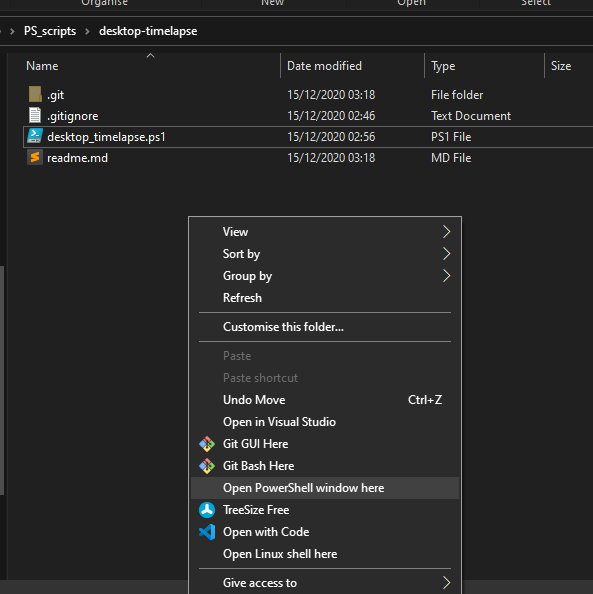 Organise New Open Select
PS_scripts > desktop-timelapse
Name Date modified Type Size
.git 15/12/2020 03:18 File folder
.gitignore 15/12/2020 02:46 Text Document
desktop_timelapse.ps1 15/12/2020 02:56 PS1 File
readme.md 15/12/2020 03:18 MD File
View
Sort by
Group by
Refresh
Customise this folder...
Paste
Paste shortcut
Undo Move Ctrl+Z
Open in Visual Studio
Git GUI Here
Git Bash Here
Open PowerShell window here
TreeSize Free
Open with Code
Open Linux shell here
Give access to